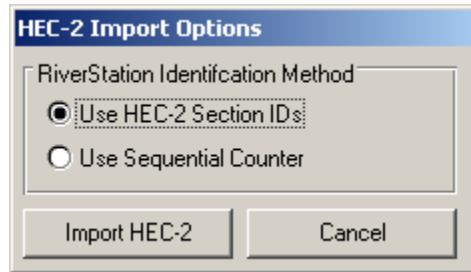 HEC-2 Import Options
RiverStation Identifcation Method
Use HEC-2 Section IDs
Use Sequential Counter
Import HEC-2
Cancel